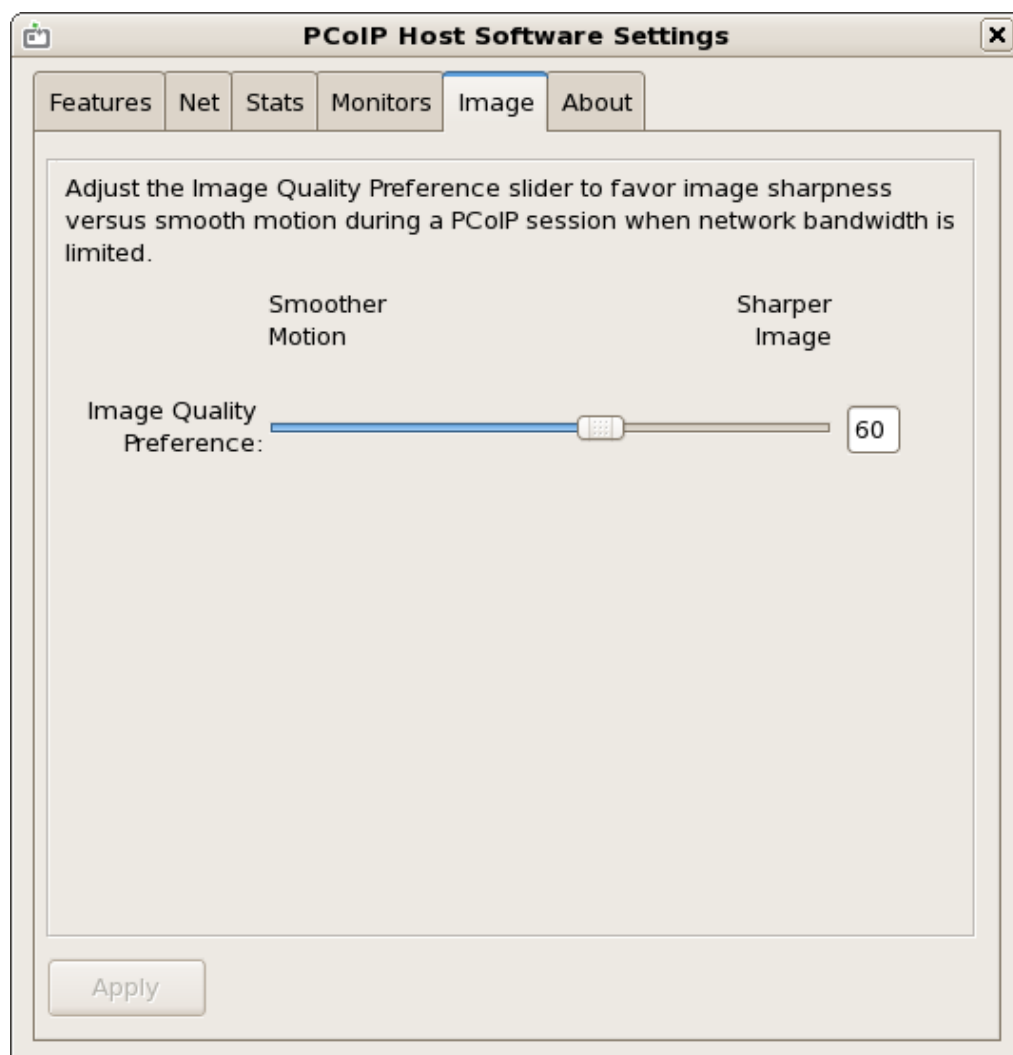 PCoIP Host Software Settings
Features Net Stats Monitors Image About
Adjust the Image Quality Preference slider to favor image sharpness
versus smooth motion during a PCoIP session when network bandwidth is
limited.
Smoother Sharper
Motion Image
Image Quality
Preference: 60
Apply